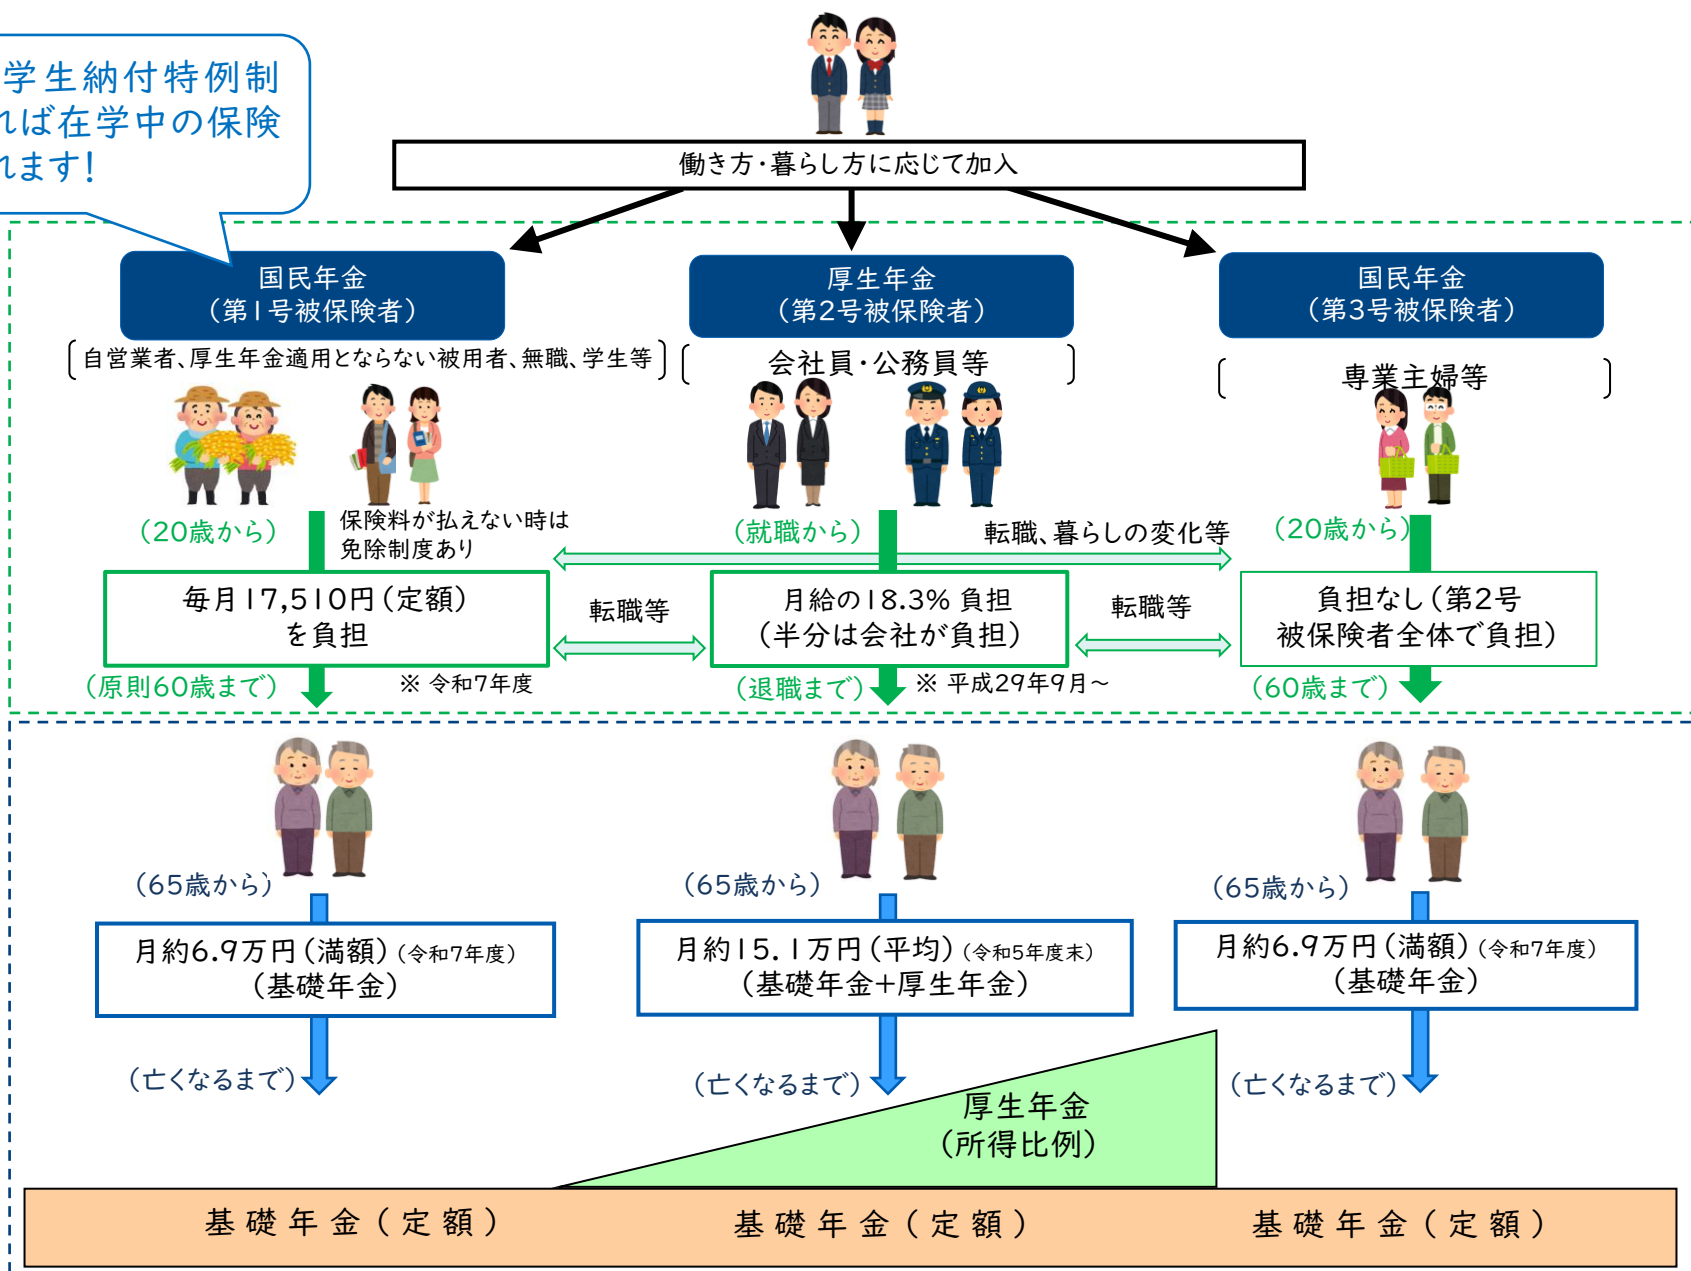 学生納付特例制
れば在学中の保険
れます!
働き方・暮らし方に応じて加入
国民年金
(第1号被保険者)
厚生年金
(第2号被保険者)
国民年金
(第3号被保険者)
自営業者、厚生年金適用とならない被用者、無職、学生等
会社員・公務員等
専業主婦等
(20歳から)
保険料が払えない時は
免除制度あり
(就職から)
転職、暮らしの変化等
(20歳から)
毎月17,510円(定額)
を負担
転職等
月給の18.3% 負担
(半分は会社が負担)
転職等
負担なし(第2号
被保険者全体で負担)
(原則60歳まで)
※ 令和7年度
(退職まで)
※ 平成29年9月～
(60歳まで)
(65歳から)
(65歳から)
(65歳から)
月約6.9万円(満額)(令和7年度)
(基礎年金)
月約15.1万円(平均)(令和5年度末)
(基礎年金+厚生年金)
月約6.9万円(満額)(令和7年度)
(基礎年金)
(亡くなるまで)
(亡くなるまで)
(亡くなるまで)
厚生年金
(所得比例)
基礎年金(定額)
基礎年金(定額)
基礎年金(定額)